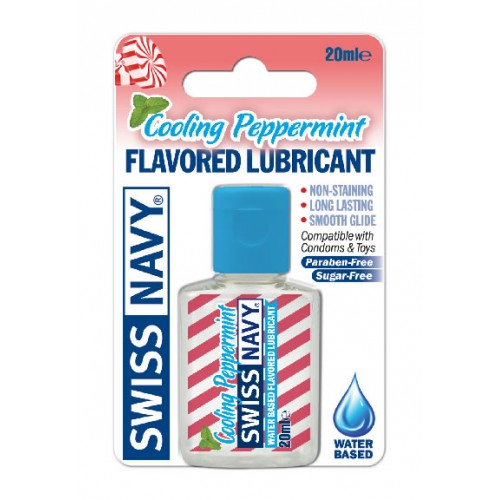 20ml℮
Cooling Peppermint
FLAVORED LUBRICANT
SWISS NAVY®
• NON-STAINING
• LONG LASTING
• SMOOTH GLIDE
Compatible with
Condoms & Toys
Paraben-Free
Sugar-Free
Cooling Peppermint
SWISS NAVY®
WATER BASED FLAVORED LUBRICANT
20ml℮
WATER
BASED